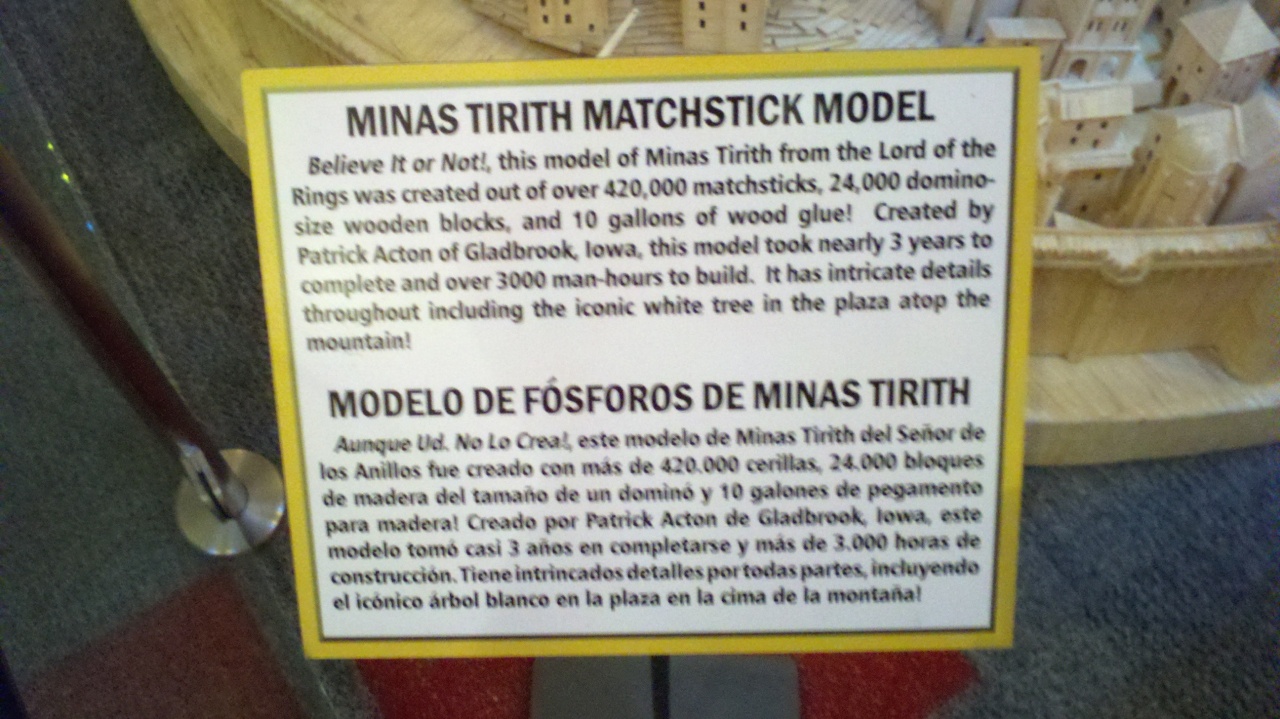 MINAS TIRITH MATCHSTICK MODEL
Believe It or Not!, this model of Minas Tirith from the Lord of the
Rings was created out of over 420,000 matchsticks, 24,000 domino-
size wooden blocks, and 10 gallons of wood glue! Created by
Patrick Acton of Gladbrook, Iowa, this model took nearly 3 years to
complete and over 3000 man-hours to build. It has intricate details
throughout including the iconic white tree in the plaza atop the
mountain!
MODELO DE FÓSFOROS DE MINAS TIRITH
Aunque Ud. No Lo Crea!, este modelo de Minas Tirith del Señor de
los Anillos fue creado con más de 420.000 cerillas, 24.000 bloques
de madera del tamaño de un dominó y 10 galones de pegamento
para madera! Creado por Patrick Acton de Gladbrook, Iowa, este
modelo tomó casi 3 años en completarse y más de 3.000 horas de
construcción. Tiene intrincados detalles por todas partes, incluyendo
el icónico árbol blanco en la plaza en la cima de la montaña!